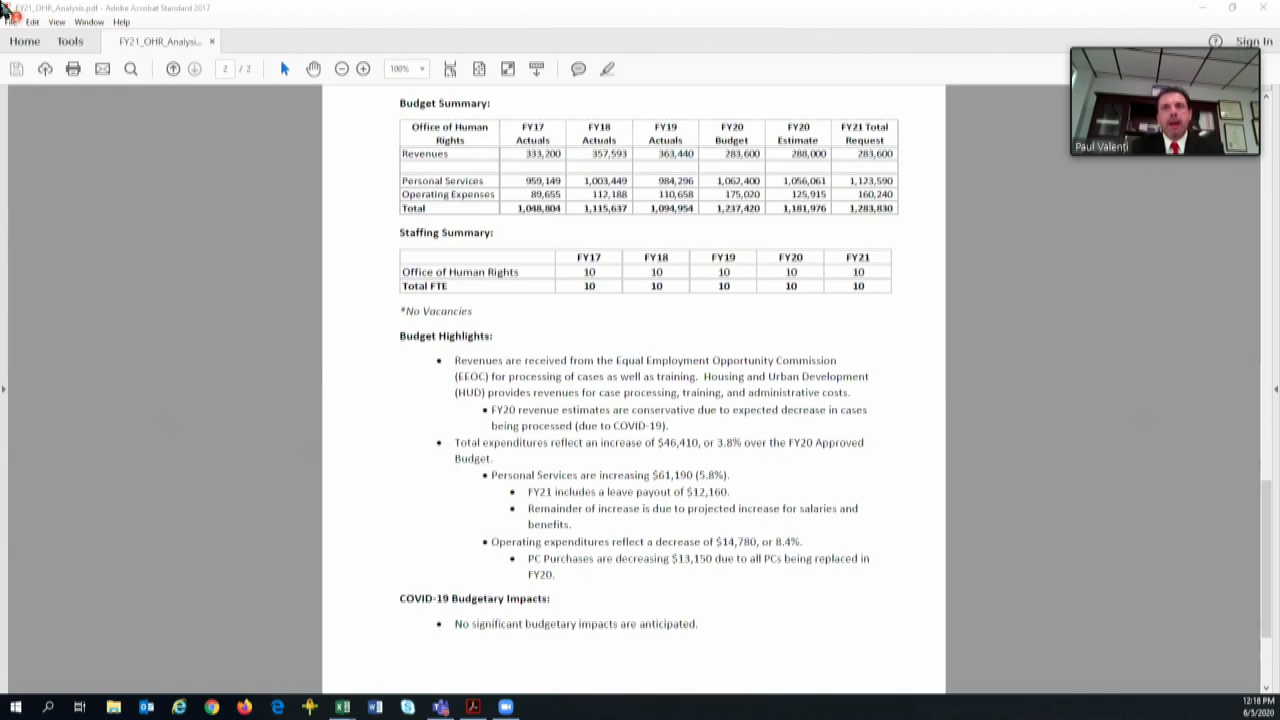 FY21_OHR_Analysis.pdf - Adobe Acrobat Standard 2017
File Edit View Window Help
Home Tools FY21_OHR_Analysi... × Sign In
2 / 2 100%
Paul Valenti
Budget Summary:
Office of Human Rights FY17 Actuals FY18 Actuals FY19 Actuals FY20 Budget FY20 Estimate FY21 Total Request
Revenues 333,200 357,593 363,440 283,600 288,000 283,600
Personal Services 959,149 1,003,449 984,296 1,062,400 1,056,061 1,123,590
Operating Expenses 89,655 112,188 110,658 175,020 125,915 160,240
Total 1,048,804 1,115,637 1,094,954 1,237,420 1,181,976 1,283,830
Staffing Summary:
FY17 FY18 FY19 FY20 FY21
Office of Human Rights 10 10 10 10 10
Total FTE 10 10 10 10 10
*No Vacancies
Budget Highlights:
• Revenues are received from the Equal Employment Opportunity Commission
(EEOC) for processing of cases as well as training. Housing and Urban Development
(HUD) provides revenues for case processing, training, and administrative costs.
• FY20 revenue estimates are conservative due to expected decrease in cases
being processed (due to COVID-19).
• Total expenditures reflect an increase of $46,410, or 3.8% over the FY20 Approved
Budget.
• Personal Services are increasing $61,190 (5.8%).
• FY21 includes a leave payout of $12,160.
• Remainder of increase is due to projected increase for salaries and
benefits.
• Operating expenditures reflect a decrease of $14,780, or 8.4%.
• PC Purchases are decreasing $13,150 due to all PCs being replaced in
FY20.
COVID-19 Budgetary Impacts:
• No significant budgetary impacts are anticipated.
12:18 PM
6/5/2020